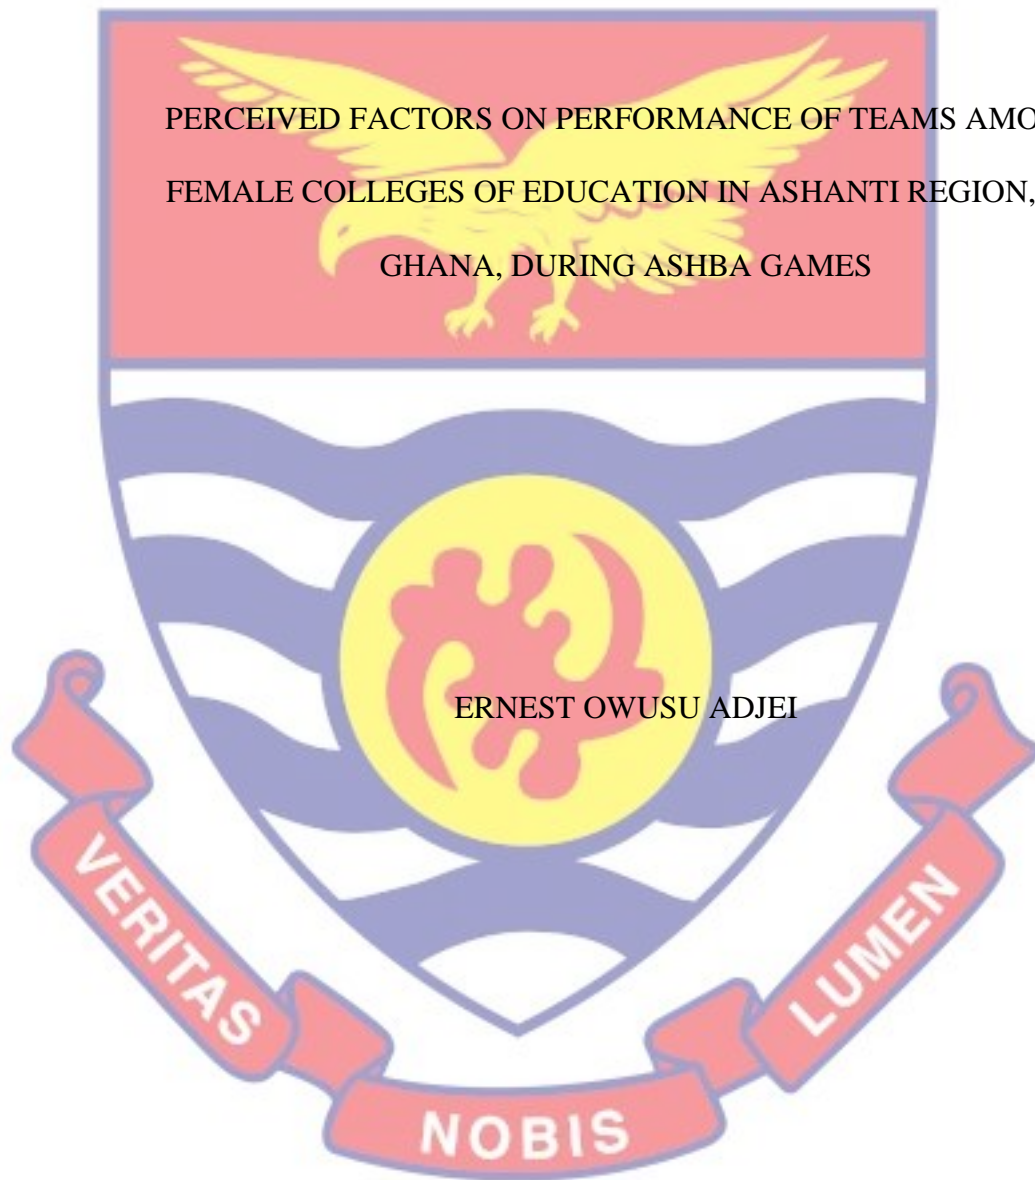 PERCEIVED FACTORS ON PERFORMANCE OF TEAMS
FEMALE COLLEGES OF EDUCATION IN ASHANTI REGION,
GHANA, DURING ASHBA GAMES
ERNEST OWUSU ADJEI
VERITAS
NOBIS
LUMEN